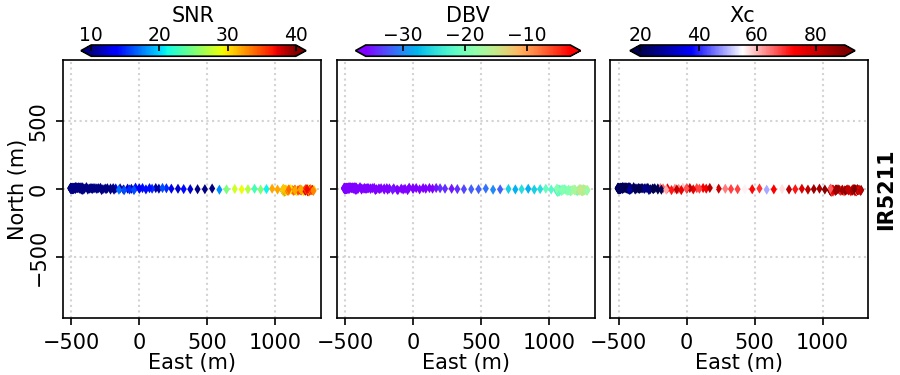 SNR DBV Xc
10 20 30 40 −30 −20 −10 20 40 60 80
500
0
−500
North (m)
IR5211
−500 0 500 1000 −500 0 500 1000 −500 0 500 1000
East (m) East (m) East (m)